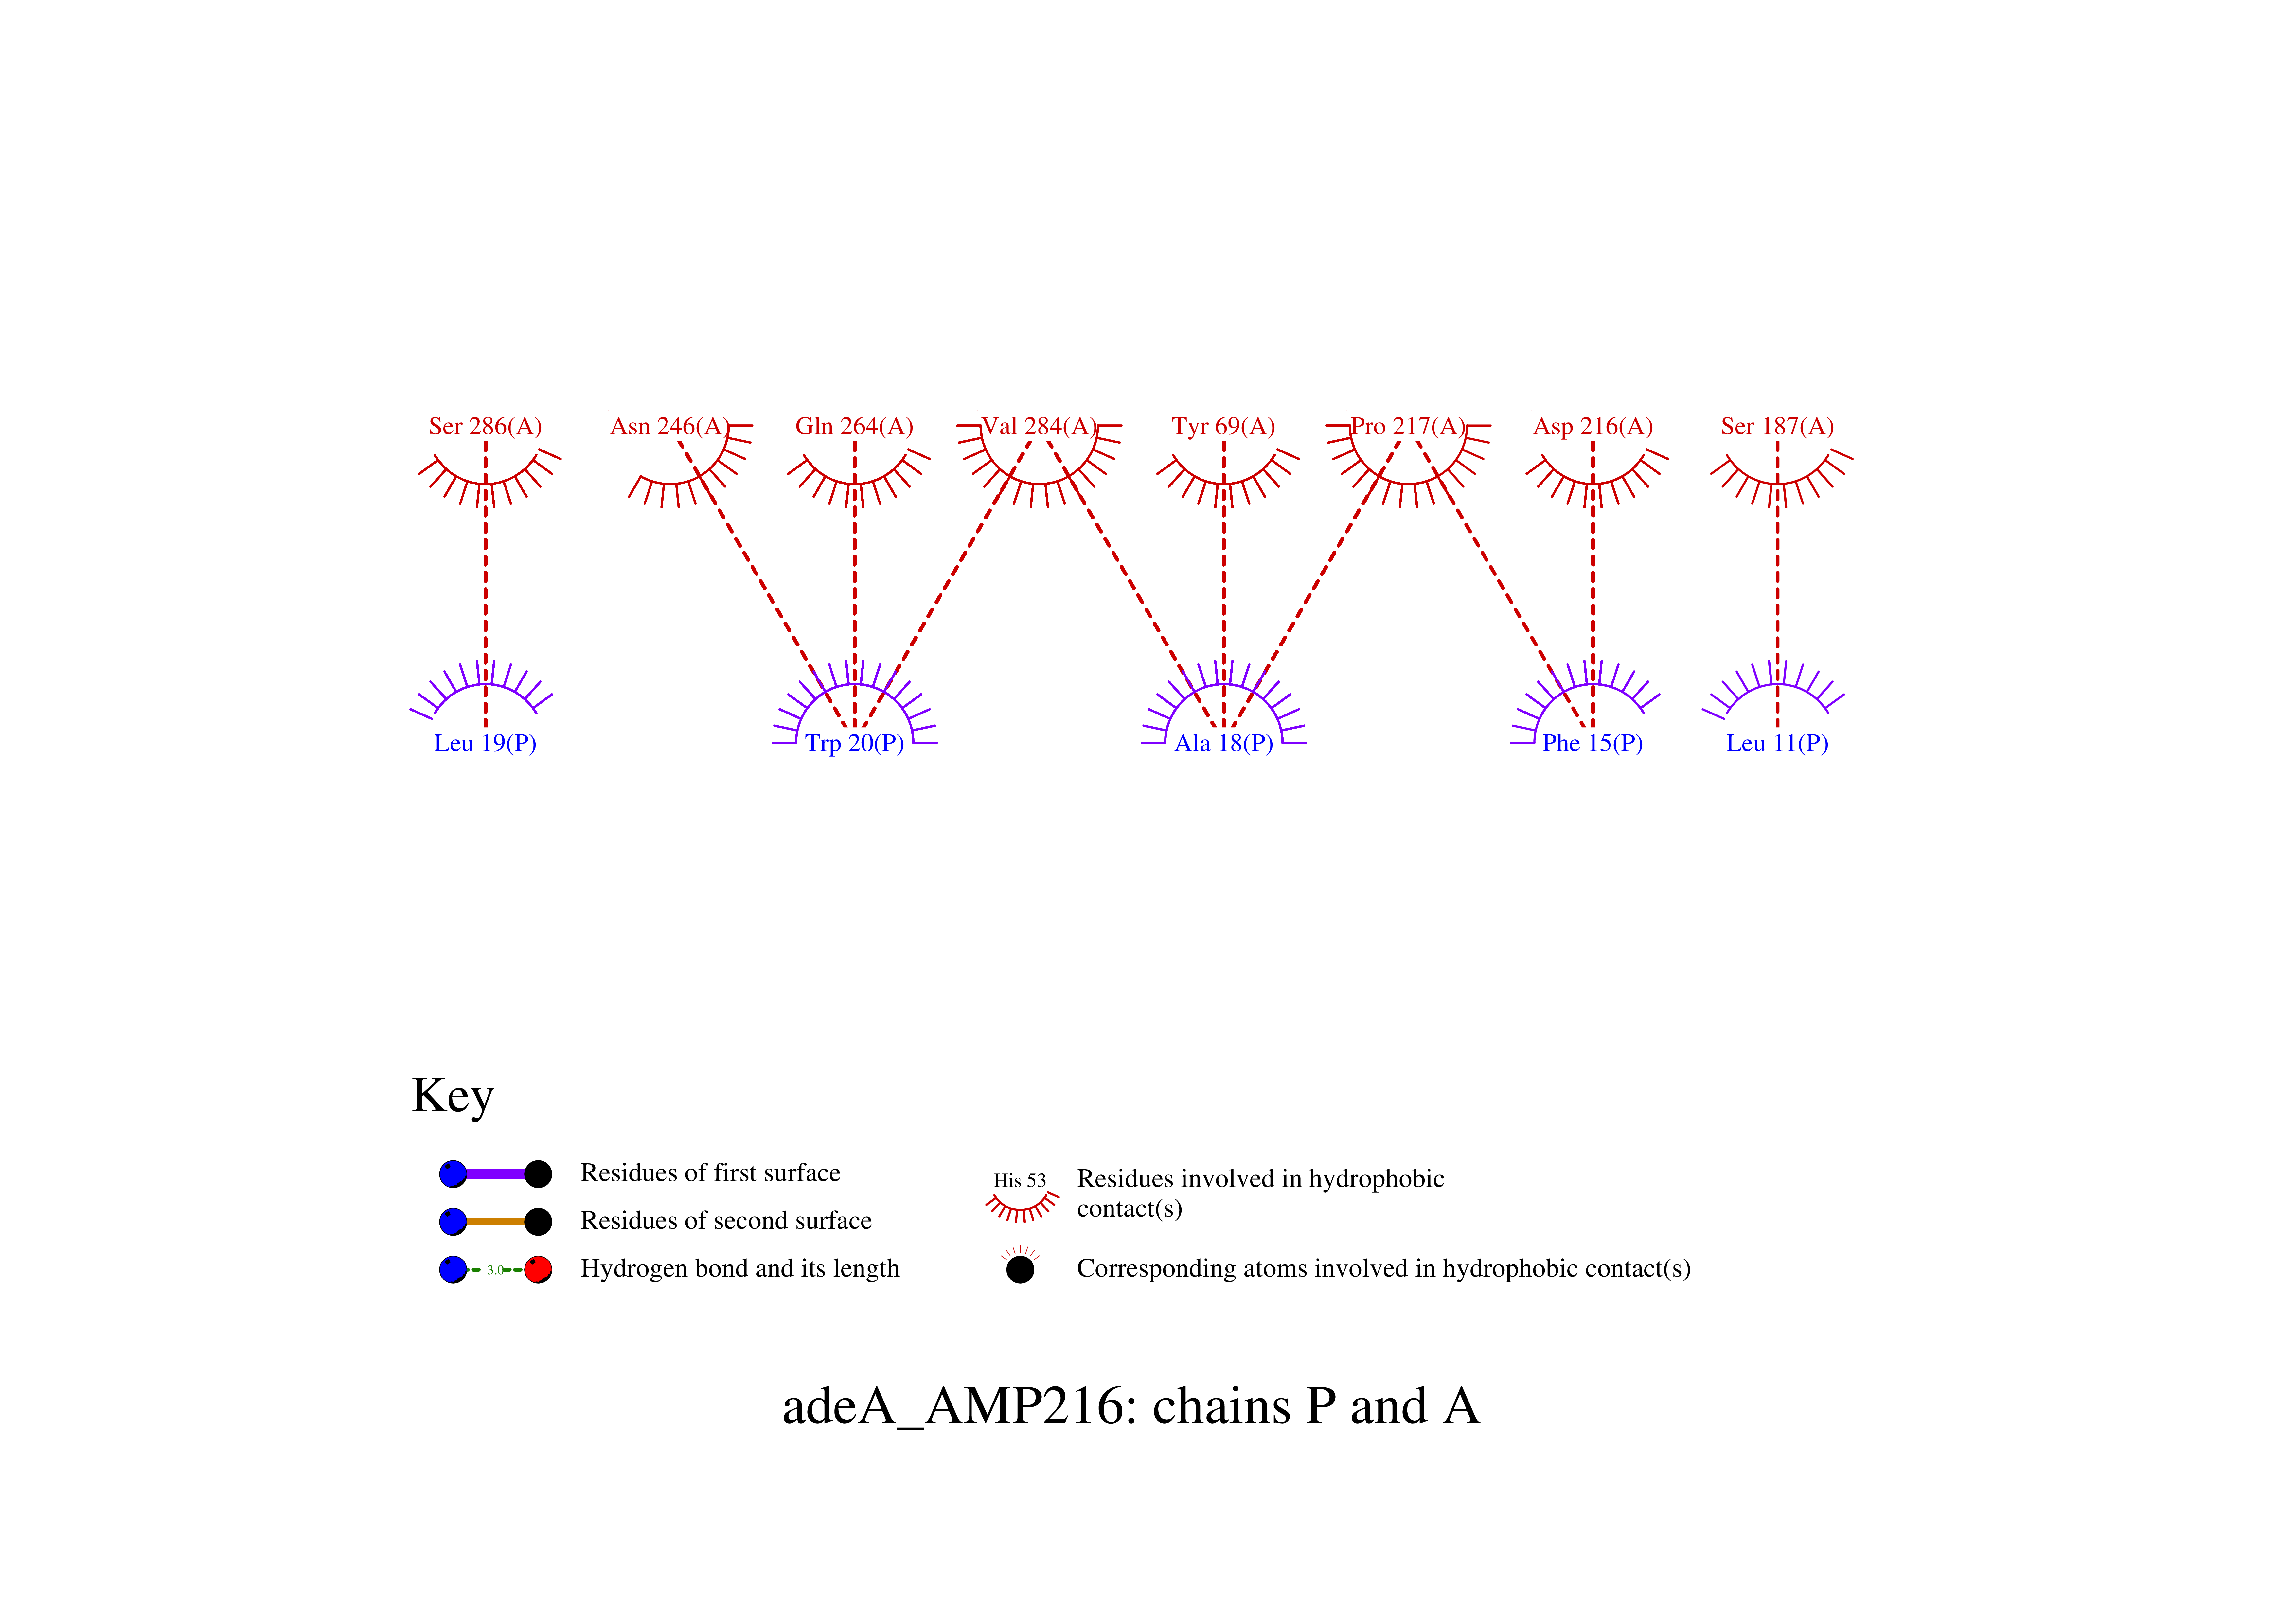 Ser 286(A) Asn 246(A) Gln 264(A) Val 284(A) Tyr 69(A) Pro 217(A) Asp 216(A) Ser 187(A)
Leu 19(P) Trp 20(P) Ala 18(P) Phe 15(P) Leu 11(P)
Key
Residues of first surface
Residues of second surface
3.0 Hydrogen bond and its length
His 53 Residues involved in hydrophobic
contact(s)
Corresponding atoms involved in hydrophobic contact(s)
adeA_AMP216: chains P and A